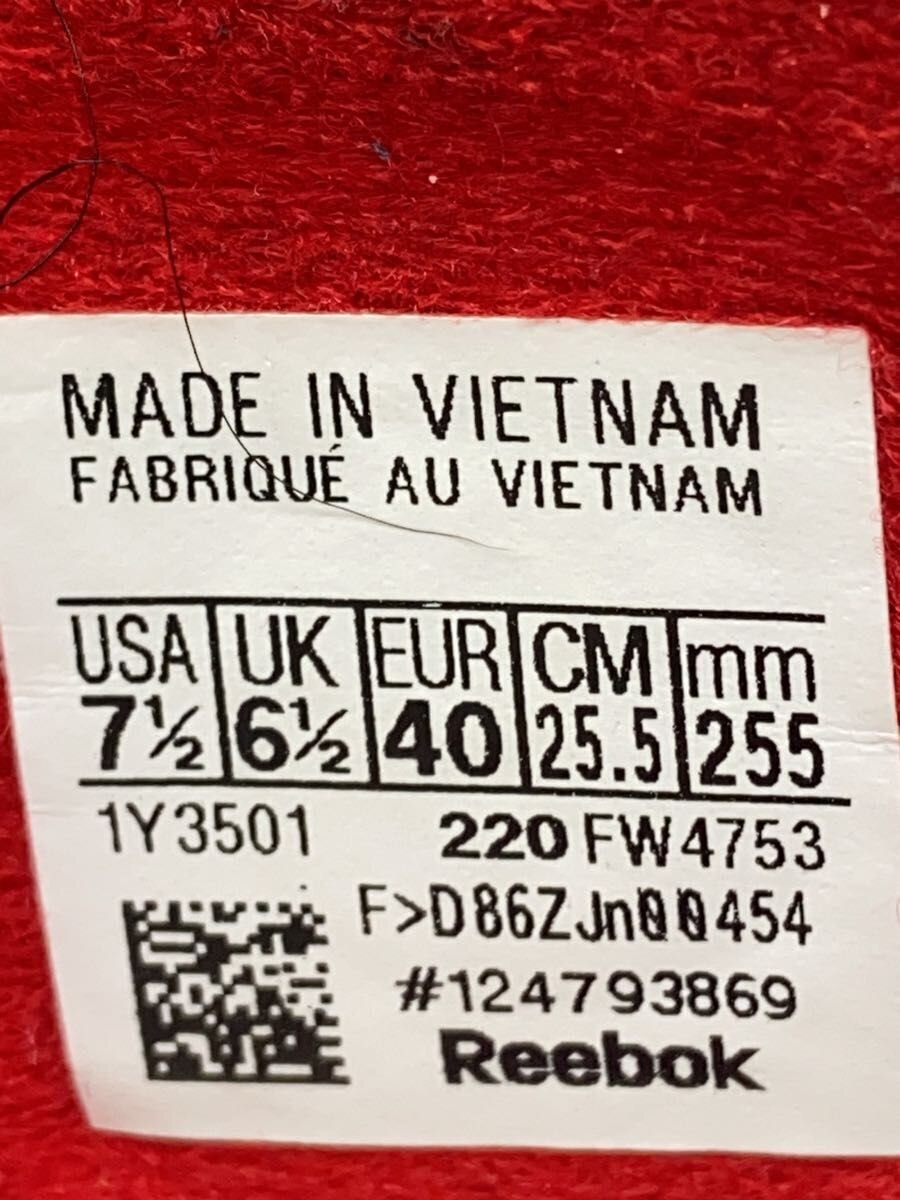 MADE IN VIETNAM
FABRIQUÉ AU VIETNAM
USA UK EUR CM mm
7½ 6½ 40 25.5 255
1Y3501 220 FW4753
F>D86ZJn00454
#124793869
Reebok